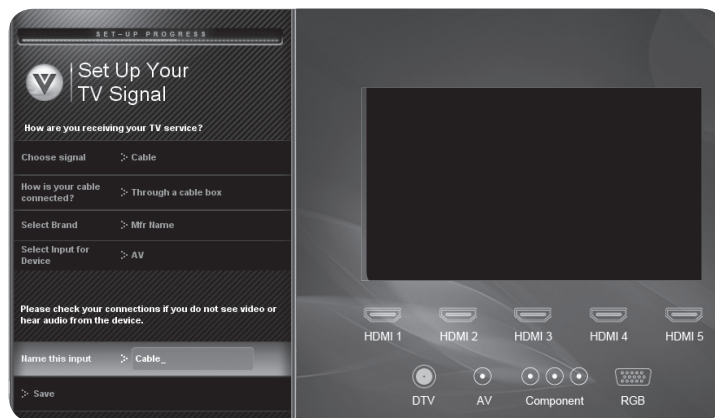 SET-UP PROGRESS
Set Up Your
TV Signal
How are you receiving your TV service?
Choose signal Cable
How is your cable
connected? Through a cable box
Select Brand Mfr Name
Select Input for
Device AV
Please check your connections if you do not see video or
hear audio from the device.
Name this input Cable_
Save
HDMI 1 HDMI 2 HDMI 3 HDMI 4 HDMI 5
DTV AV Component RGB